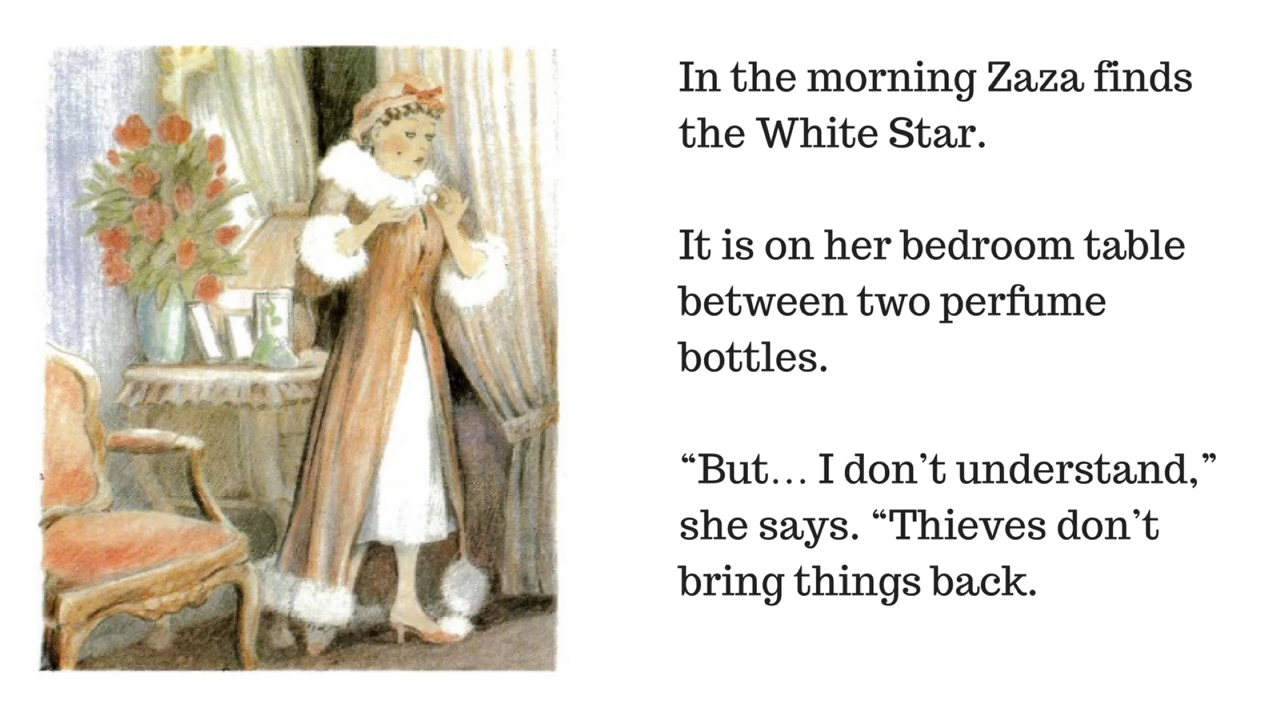 In the morning Zaza finds
the White Star.
It is on her bedroom table
between two perfume
bottles.
“But… I don’t understand,”
she says. “Thieves don’t
bring things back.